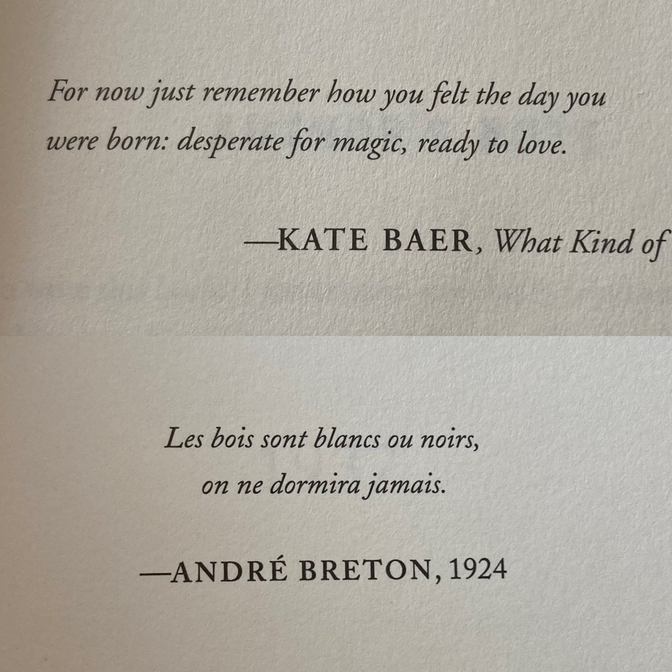 For now just remember how you felt the day you
were born: desperate for magic, ready to love.
—KATE BAER, What Kind of
Les bois sont blancs ou noirs,
on ne dormira jamais.
—ANDRÉ BRETON, 1924